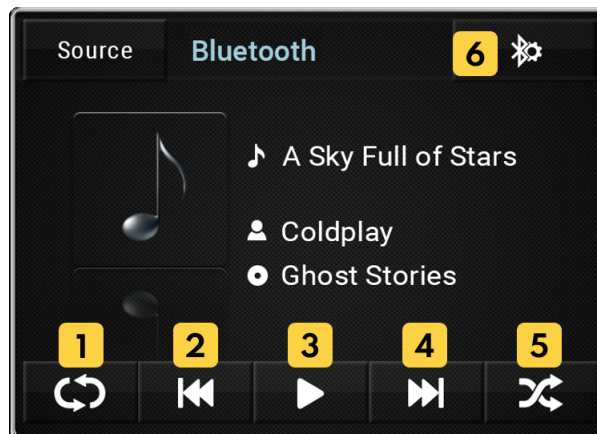 Source
Bluetooth
6
A Sky Full of Stars
Coldplay
Ghost Stories
1 2 3 4 5